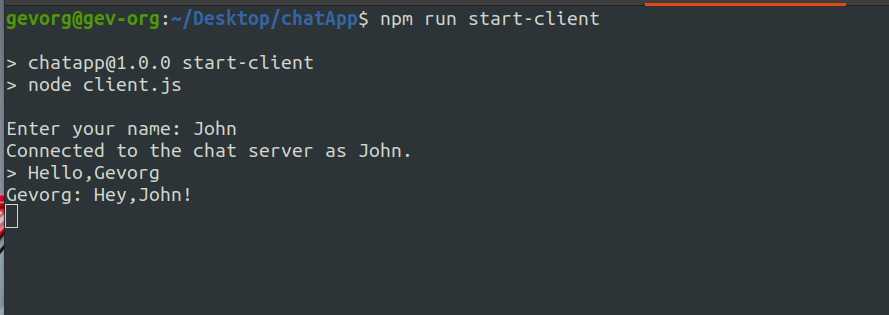 gevorg@gev-org:~/Desktop/chatApp$ npm run start-client
> chatapp@1.0.0 start-client
> node client.js
Enter your name: John
Connected to the chat server as John.
> Hello,Gevorg
Gevorg: Hey,John!